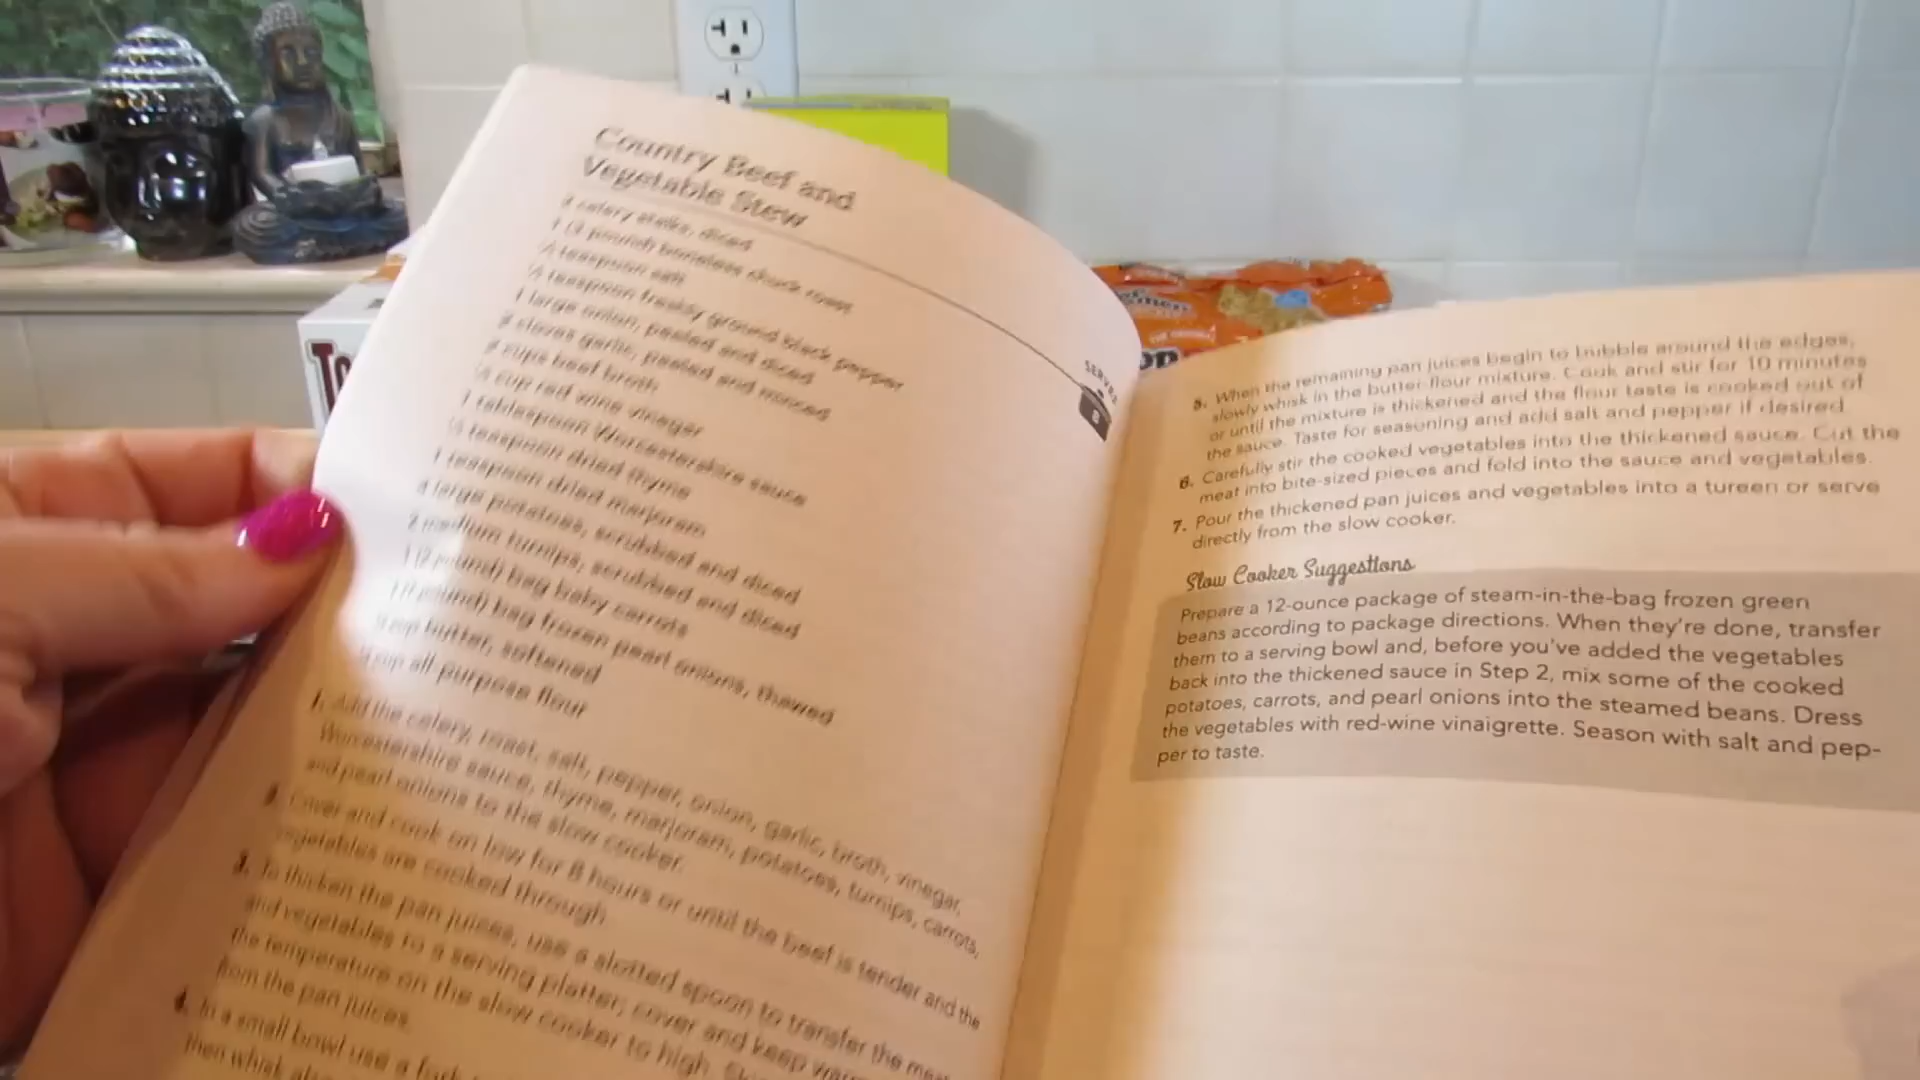 Country Beef and
Vegetable Stew
SERVES
8
celery stalks, diced
pound) boneless chuck roast
teaspoon salt
teaspoon freshly ground black pepper
1 large onion, peeled and diced
cloves garlic, peeled and minced
cups beef broth
cup red wine vinegar
1 tablespoon Worcestershire sauce
teaspoon dried thyme
1 teaspoon dried marjoram
4 large potatoes, scrubbed and diced
2 medium turnips, scrubbed and diced
1 (2 pound) bag baby carrots
1 (1 pound) bag frozen pearl onions, thawed
cup butter, softened
cup all purpose flour
1. Add the celery, roast, salt, pepper, onion, garlic, broth, vinegar,
Worcestershire sauce, thyme, marjoram, potatoes, turnips, carrots,
and pearl onions to the slow cooker.
2. Cover and cook on low for 8 hours or until the beef is tender and the
vegetables are cooked through.
3. To thicken the pan juices, use a slotted spoon to transfer the meat
and vegetables to a serving platter; cover and keep warm
the temperature on the slow cooker to high.
from the pan juices.
4. In a small bowl use a fork
then whisk
5. When the remaining pan juices begin to bubble around the edges,
slowly whisk in the butter-flour mixture. Cook and stir for 10 minutes
or until the mixture is thickened and the flour taste is cooked out of
the sauce. Taste for seasoning and add salt and pepper if desired.
6. Carefully stir the cooked vegetables into the thickened sauce. Cut the
meat into bite-sized pieces and fold into the sauce and vegetables.
7. Pour the thickened pan juices and vegetables into a tureen or serve
directly from the slow cooker.
Slow Cooker Suggestions
Prepare a 12-ounce package of steam-in-the-bag frozen green
beans according to package directions. When they're done, transfer
them to a serving bowl and, before you've added the vegetables
back into the thickened sauce in Step 2, mix some of the cooked
potatoes, carrots, and pearl onions into the steamed beans. Dress
the vegetables with red-wine vinaigrette. Season with salt and pep-
per to taste.